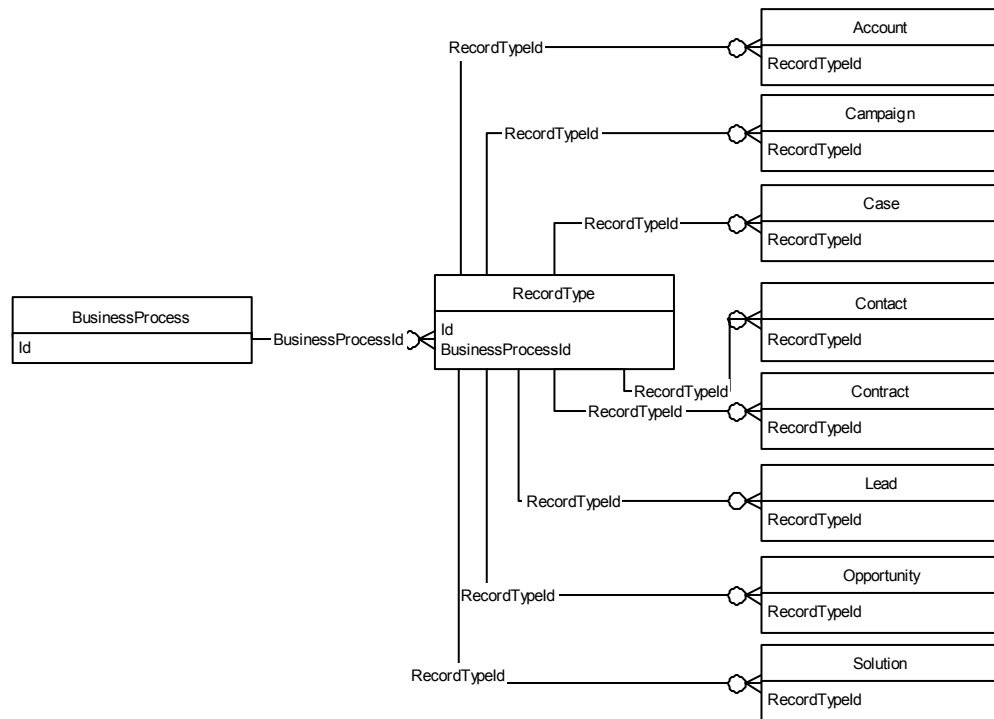 Account
RecordTypeId
RecordTypeId
Campaign
RecordTypeId
RecordTypeId
Case
RecordTypeId
RecordTypeId
RecordType
Id
BusinessProcessId
BusinessProcess
Id
BusinessProcessId
Contact
RecordTypeId
RecordTypeId
Contract
RecordTypeId
RecordTypeId
Lead
RecordTypeId
RecordTypeId
Opportunity
RecordTypeId
RecordTypeId
Solution
RecordTypeId
RecordTypeId